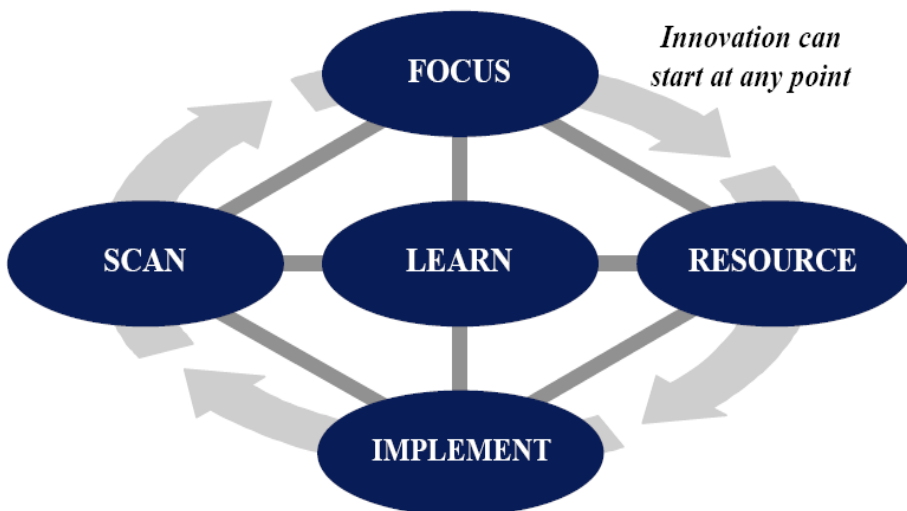 FOCUS
Innovation can
start at any point
SCAN
LEARN
RESOURCE
IMPLEMENT